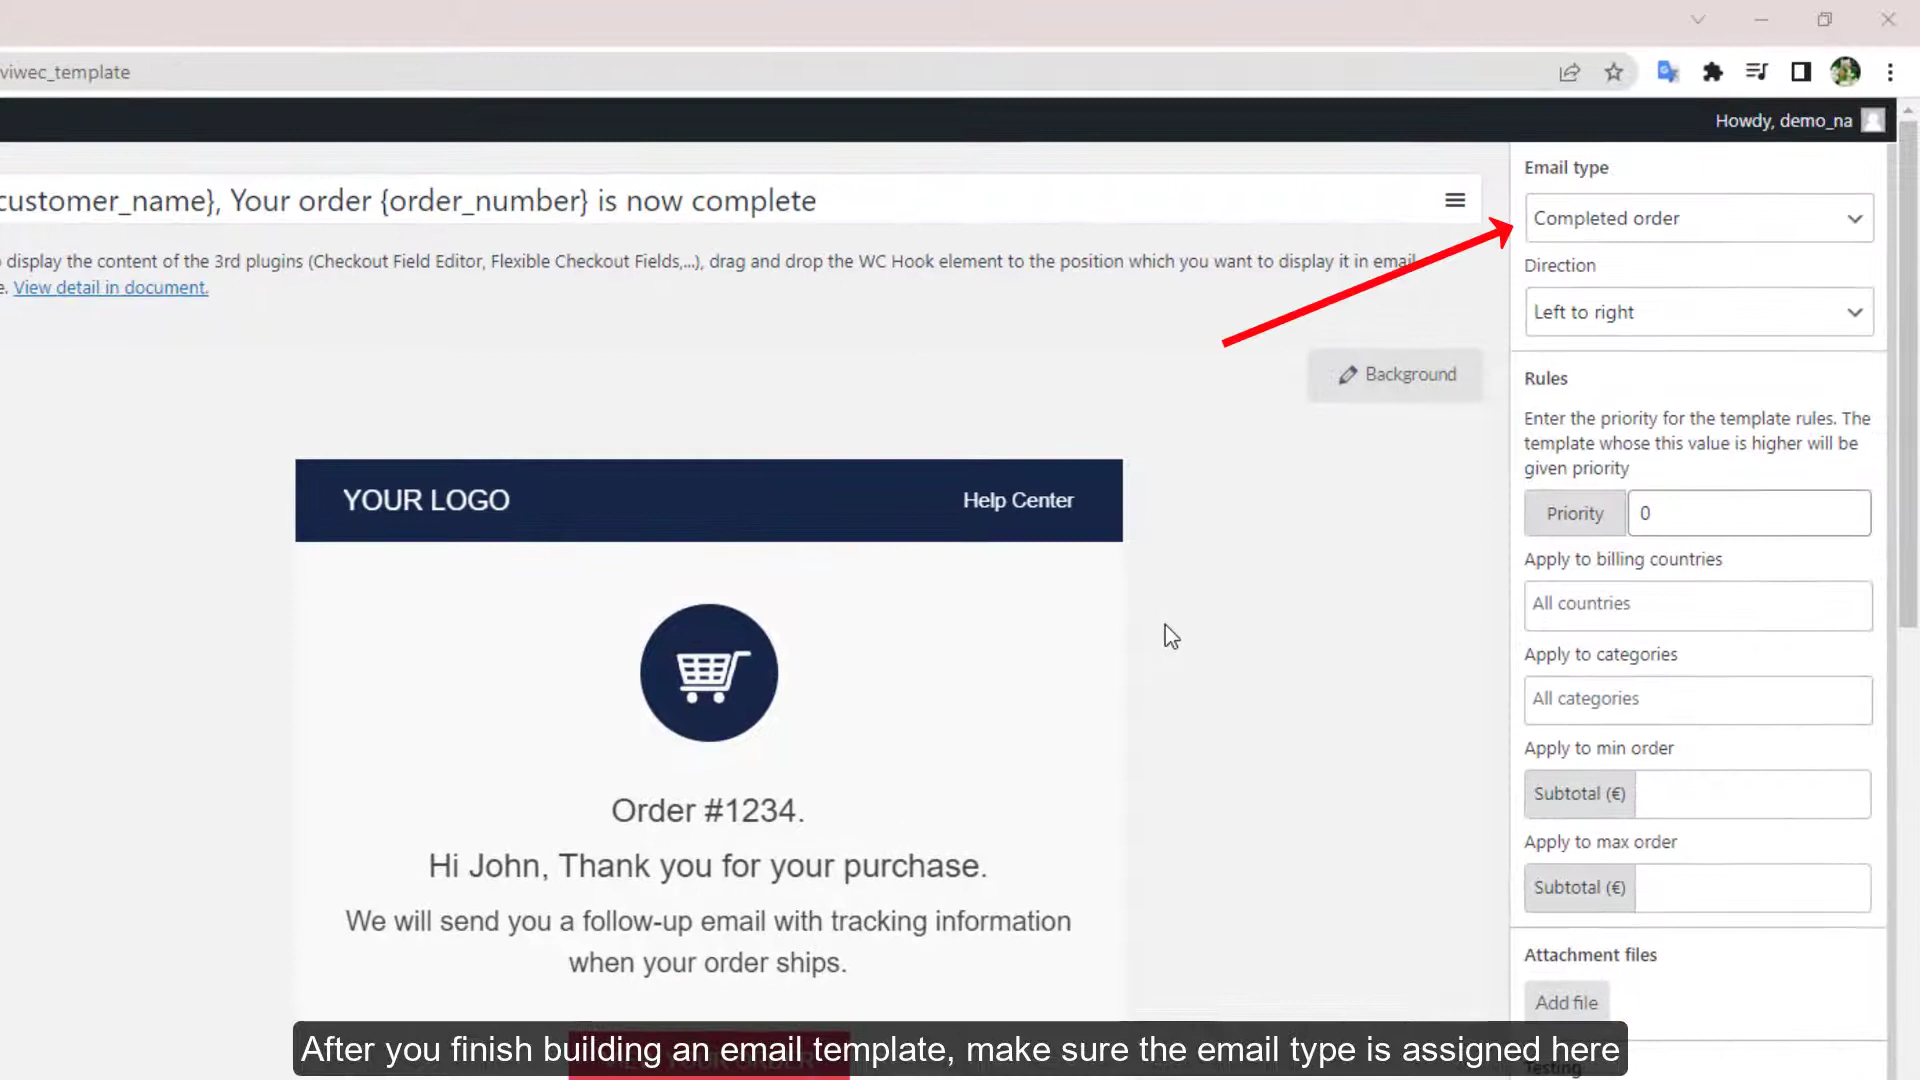 viwec_template
Howdy, demo_na
customer_name}, Your order {order_number} is now complete
display the content of the 3rd plugins (Checkout Field Editor, Flexible Checkout Fields,...), drag and drop the WC Hook element to the position which you want to display it in email
e. View detail in document.
Background
YOUR LOGO
Help Center
Order #1234.
Hi John, Thank you for your purchase.
We will send you a follow-up email with tracking information
when your order ships.
Email type
Completed order
Direction
Left to right
Rules
Enter the priority for the template rules. The
template whose this value is higher will be
given priority
Priority
0
Apply to billing countries
All countries
Apply to categories
All categories
Apply to min order
Subtotal (€)
Apply to max order
Subtotal (€)
Attachment files
Add file
Testing
After you finish building an email template, make sure the email type is assigned here